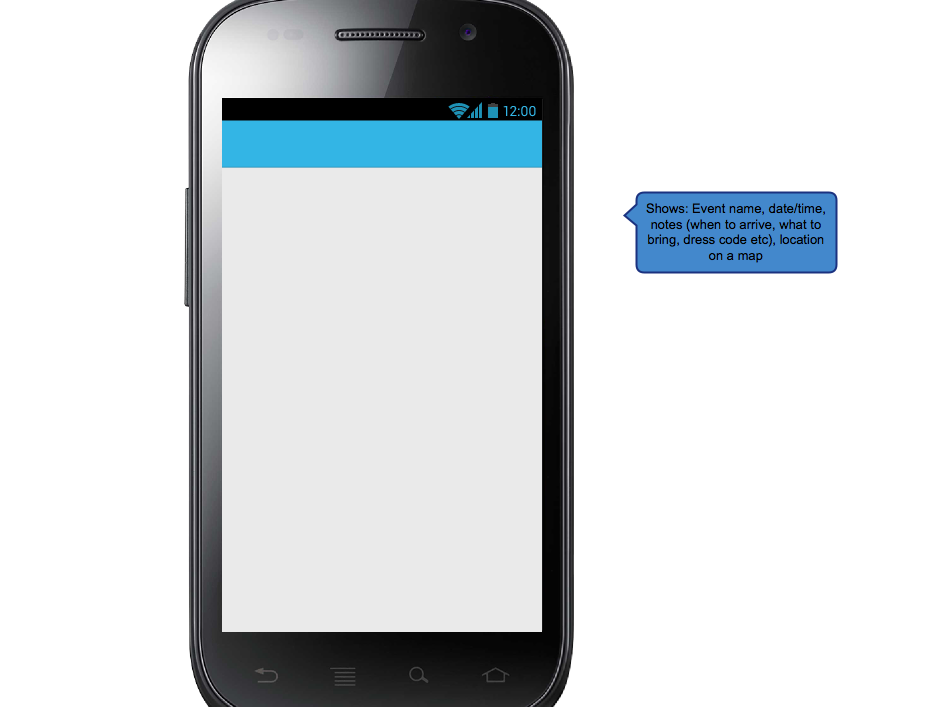 12:00
Shows: Event name, date/time,
notes (when to arrive, what to
bring, dress code etc), location
on a map